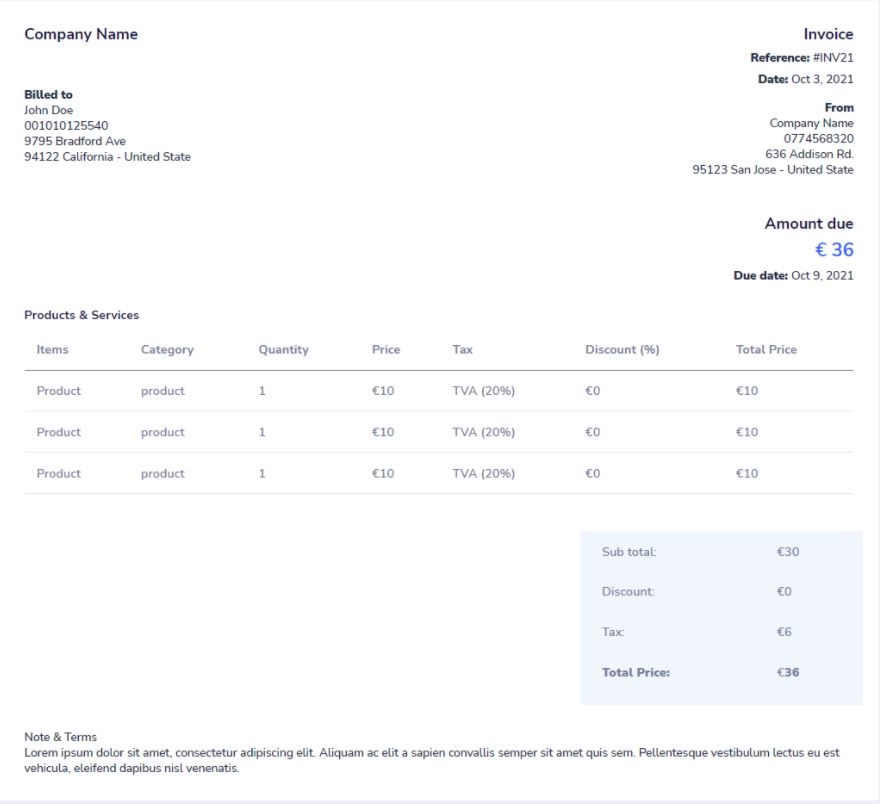 Company Name
Invoice
Reference: #INV21
Date: Oct 3, 2021
Billed to
John Doe
001010125540
9795 Bradford Ave
94122 California - United State
From
Company Name
0774568320
636 Addison Rd.
95123 San Jose - United State
Amount due
€ 36
Due date: Oct 9, 2021
Products & Services
Items Category Quantity Price Tax Discount (%) Total Price
Product product 1 €10 TVA (20%) €0 €10
Product product 1 €10 TVA (20%) €0 €10
Product product 1 €10 TVA (20%) €0 €10
Sub total: €30
Discount: €0
Tax: €6
Total Price: €36
Note & Terms
Lorem ipsum dolor sit amet, consectetur adipiscing elit. Aliquam ac elit a sapien convallis semper sit amet quis sem. Pellentesque vestibulum lectus eu est
vehicula, eleifend dapibus nisl venenatis.